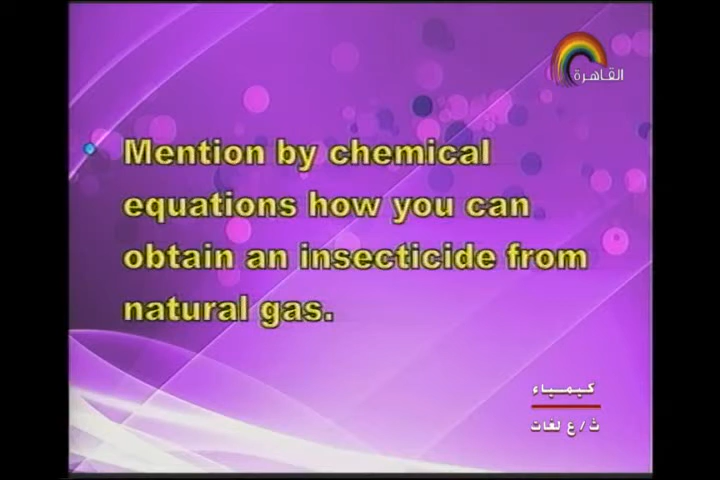 القاهرة
Mention by chemical
equations how you can
obtain an insecticide from
natural gas.
كيمياء
ث/ع لغات